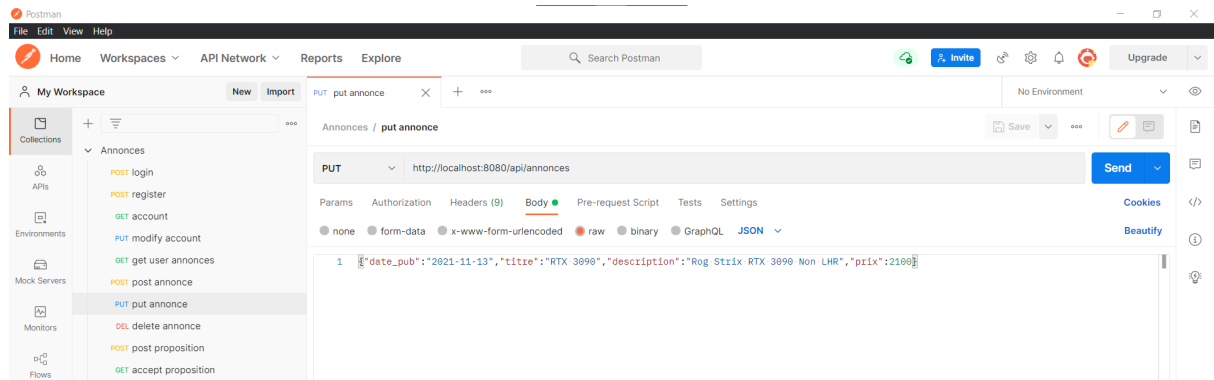 Postman
File Edit View Help
Home Workspaces API Network Reports Explore Search Postman Invite Upgrade
My Workspace New Import PUT put annonce No Environment
Collections
APIs
Environments
Mock Servers
Monitors
Flows
Annonces
POST login
POST register
GET account
PUT modify account
GET get user annonces
POST post annonce
PUT put annonce
DEL delete annonce
POST post proposition
GET accept proposition
Annonces / put annonce Save
PUT http://localhost:8080/api/annonces Send
Params Authorization Headers (9) Body Pre-request Script Tests Settings Cookies
none form-data x-www-form-urlencoded raw binary GraphQL JSON Beautify
1 {"date_pub":"2021-11-13","titre":"RTX 3090","description":"Rog Strix RTX 3090 Non LHR","prix":2100}